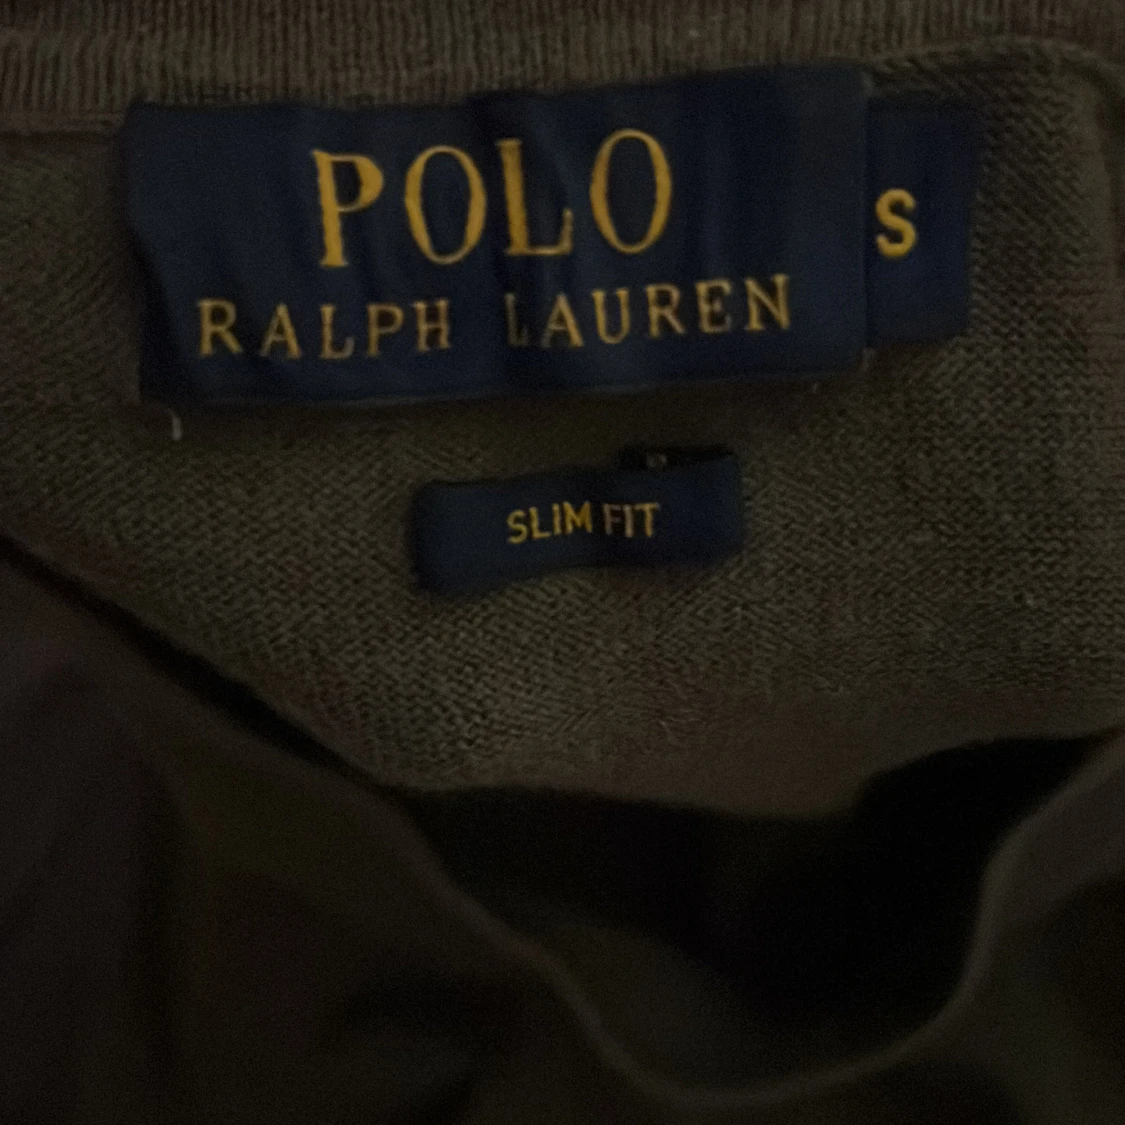 POLO
RALPH LAUREN
S
SLIM FIT